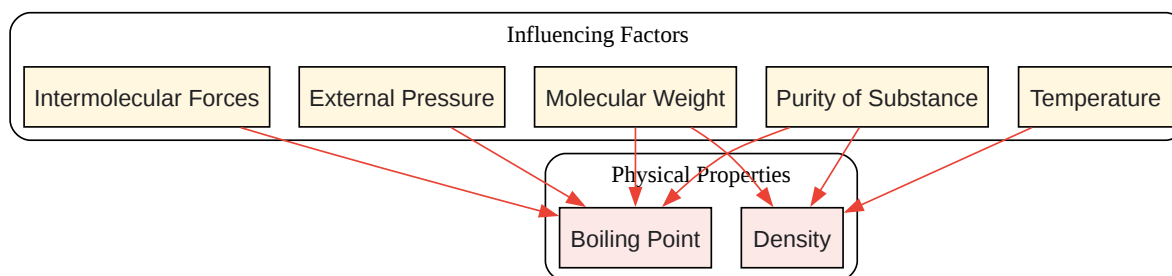 Influencing Factors
Intermolecular Forces
External Pressure
Molecular Weight
Purity of Substance
Temperature
Physical Properties
Boiling Point
Density